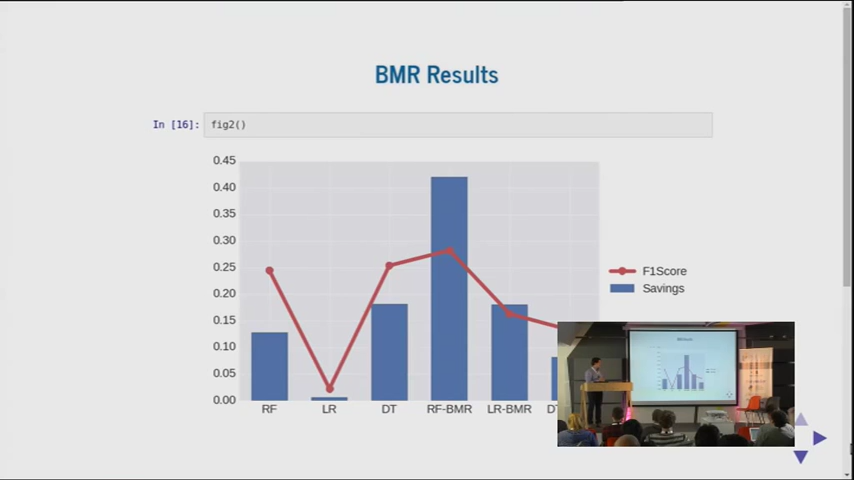 BMR Results
In [16]: fig2()
0.45
0.40
0.35
0.30
0.25
0.20
0.15
0.10
0.05
0.00
RF LR DT RF-BMR LR-BMR
F1Score
Savings